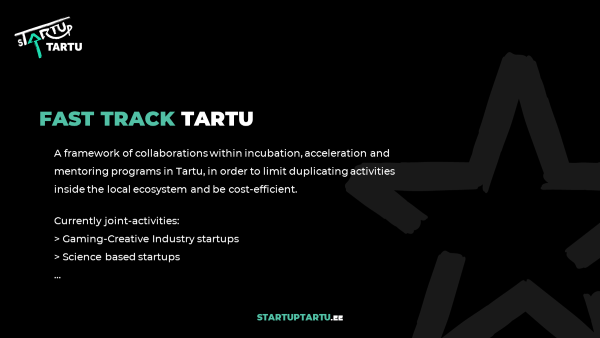 STARTUP
TARTU
FAST TRACK TARTU
A framework of collaborations within incubation, acceleration and
mentoring programs in Tartu, in order to limit duplicating activities
inside the local ecosystem and be cost-efficient.
Currently joint-activities:
> Gaming-Creative Industry startups
> Science based startups
...
STARTUPTARTU.EE